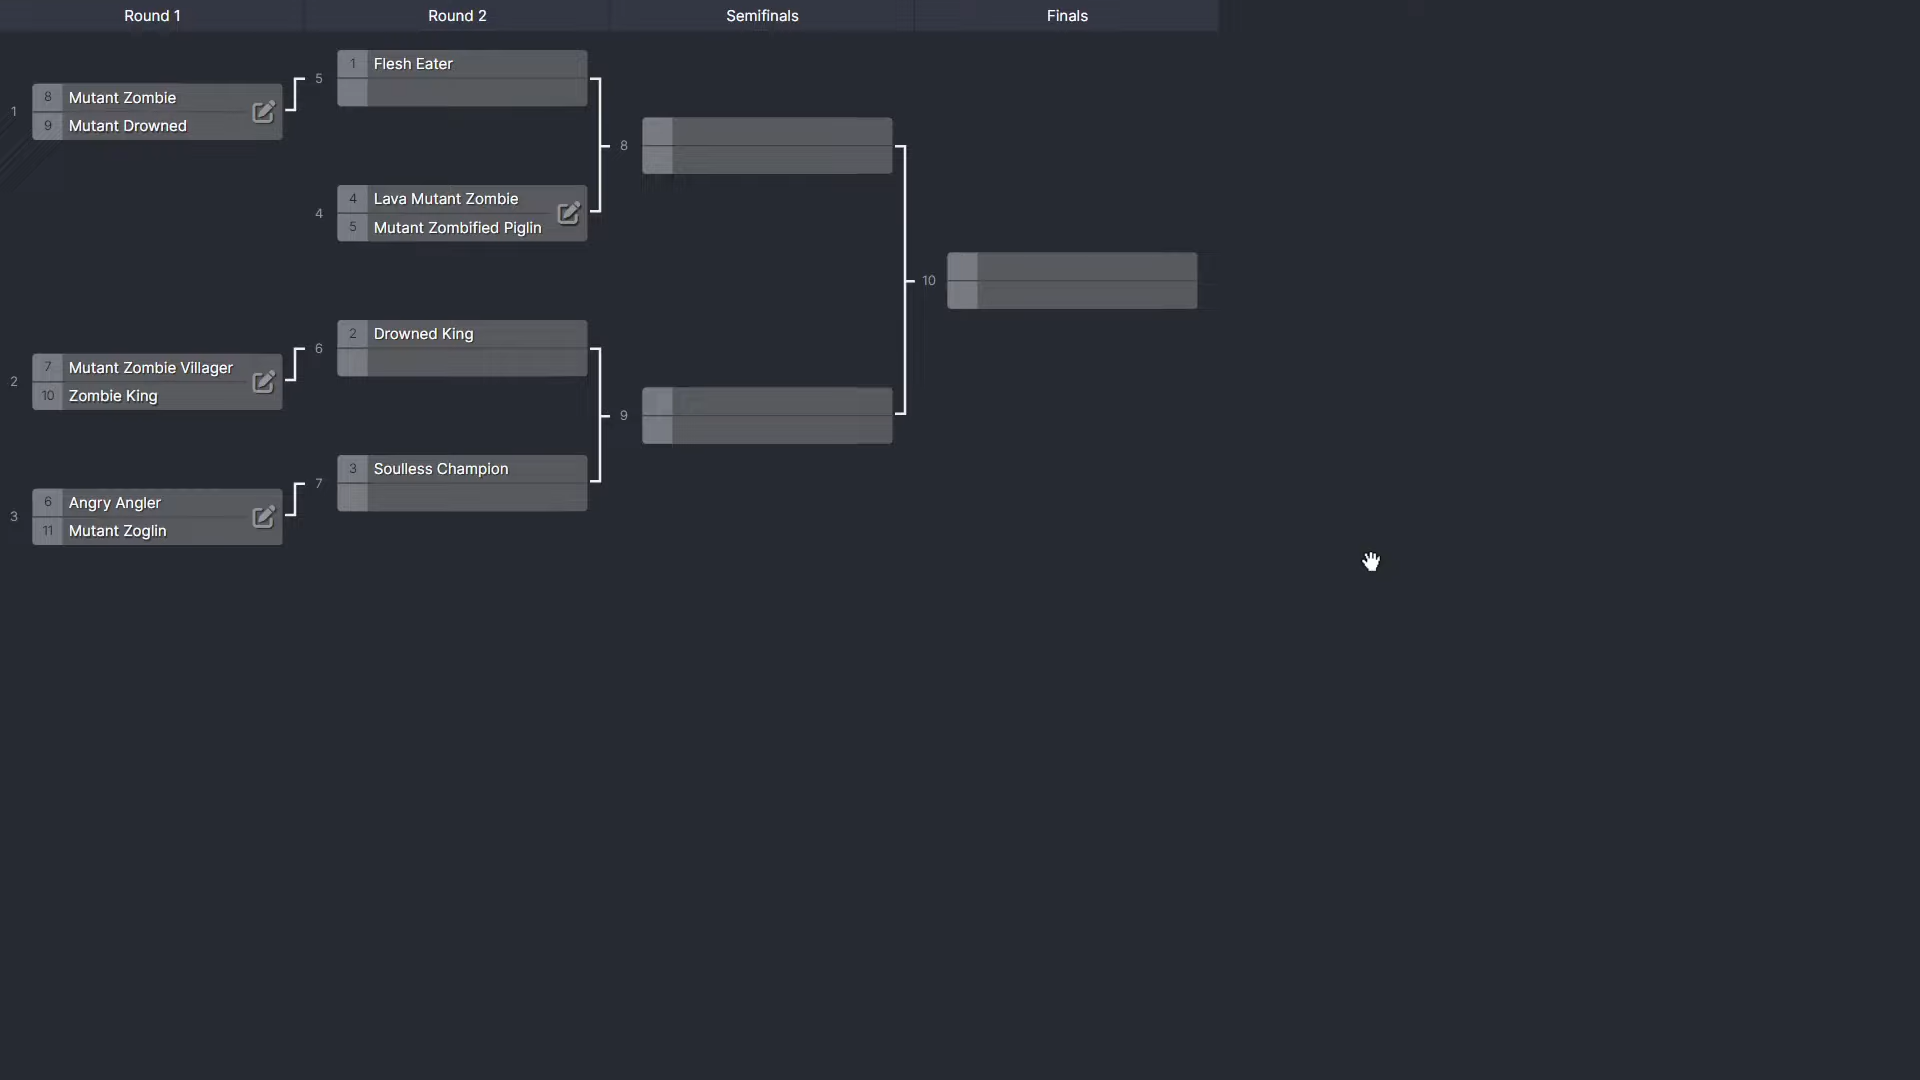 Round 1
Round 2
Semifinals
Finals
1
8 Mutant Zombie
9 Mutant Drowned
2
7 Mutant Zombie Villager
10 Zombie King
3
6 Angry Angler
11 Mutant Zoglin
5
1 Flesh Eater
4
4 Lava Mutant Zombie
5 Mutant Zombified Piglin
6
2 Drowned King
7
3 Soulless Champion
8
9
10